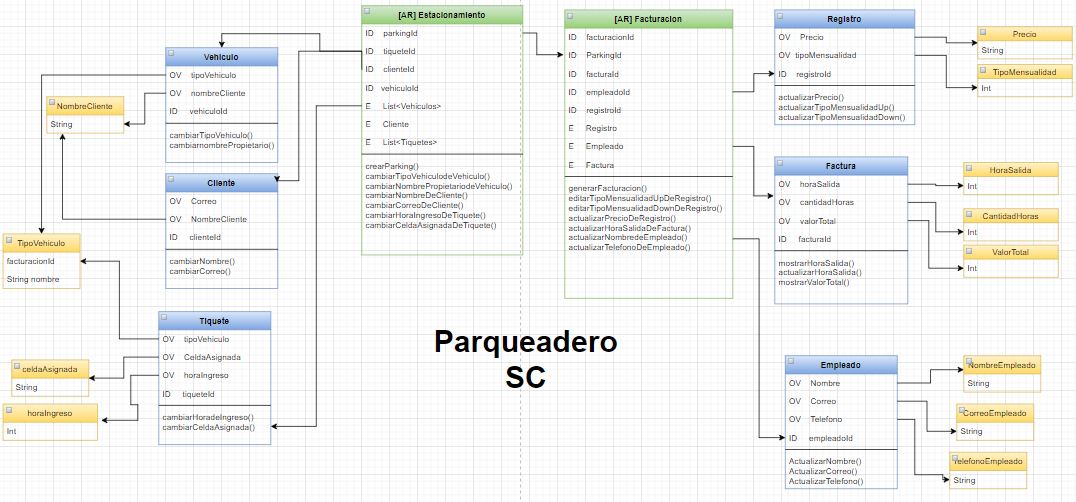 [AR] Estacionamiento
ID parkingId
ID tiqueteId
ID clienteId
ID vehiculoId
E List<Vehiculos>
E Cliente
E List<Tiquetes>
crearParking()
cambiarTipoVehiculodeVehiculo()
cambiarNombrePropietariodeVehiculo()
cambiarNombreDeCliente()
cambiarCorreoDeCliente()
cambiarHoraIngresoDeTiquete()
cambiarCeldaAsignadaDeTiquete()
[AR] Facturacion
ID facturacionId
ID ParkingId
ID facturaId
ID empleadoId
ID registroId
E Registro
E Empleado
E Factura
generarFacturacion()
editarTipoMensualidadUpDeRegistro()
editarTipoMensualidadDownDeRegistro()
actualizarPrecioDeRegistro()
actualizarHoraSalidaDeFactura()
actualizarNombredeEmpleado()
actualizarTelefonoDeEmpleado()
Registro
OV Precio
OV tipoMensualidad
ID registroId
actualizarPrecio()
actualizarTipoMensualidadUp()
actualizarTipoMensualidadDown()
Precio
String
TipoMensualidad
Int
Vehiculo
OV tipoVehiculo
OV nombreCliente
ID vehiculoId
cambiarTipoVehiculo()
cambiarnombrePropietario()
NombreCliente
String
Cliente
OV Correo
OV NombreCliente
ID clienteId
cambiarNombre()
cambiarCorreo()
TipoVehiculo
facturacionId
String nombre
Factura
OV horaSalida
OV cantidadHoras
OV valorTotal
ID facturaId
mostrarHoraSalida()
actualizarHoraSalida()
mostrarValorTotal()
HoraSalida
Int
CantidadHoras
Int
ValorTotal
Int
Tiquete
OV tipoVehiculo
OV CeldaAsignada
OV horaIngreso
ID tiqueteId
cambiarHoradeIngreso()
cambiarCeldaAsignada()
celdaAsignada
String
horaIngreso
Int
Parqueadero
SC
Empleado
OV Nombre
OV Correo
OV Telefono
ID empleadoId
ActualizarNombre()
ActualizarCorreo()
ActualizarTelefono()
NombreEmpleado
String
CorreoEmpleado
String
TelefonoEmpleado
String